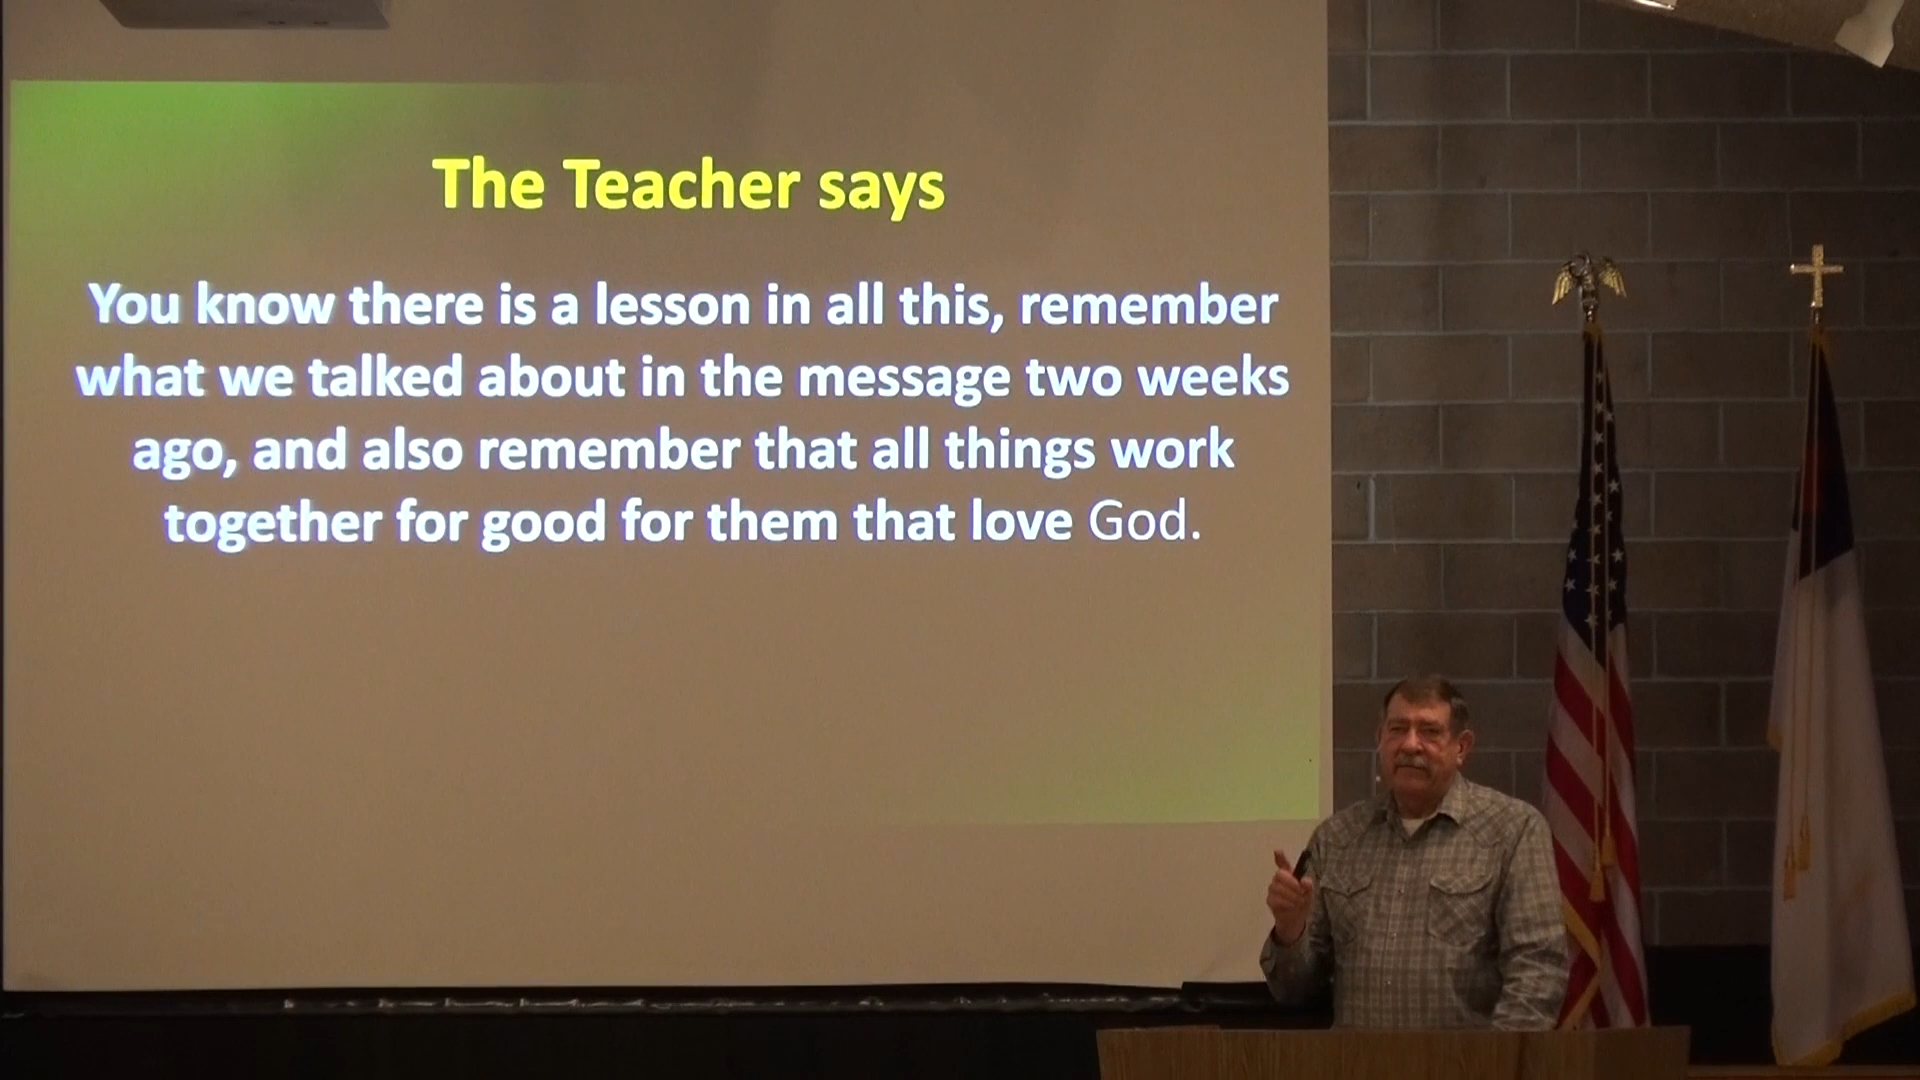 The Teacher says
You know there is a lesson in all this, remember
what we talked about in the message two weeks
ago, and also remember that all things work
together for good for them that love God.